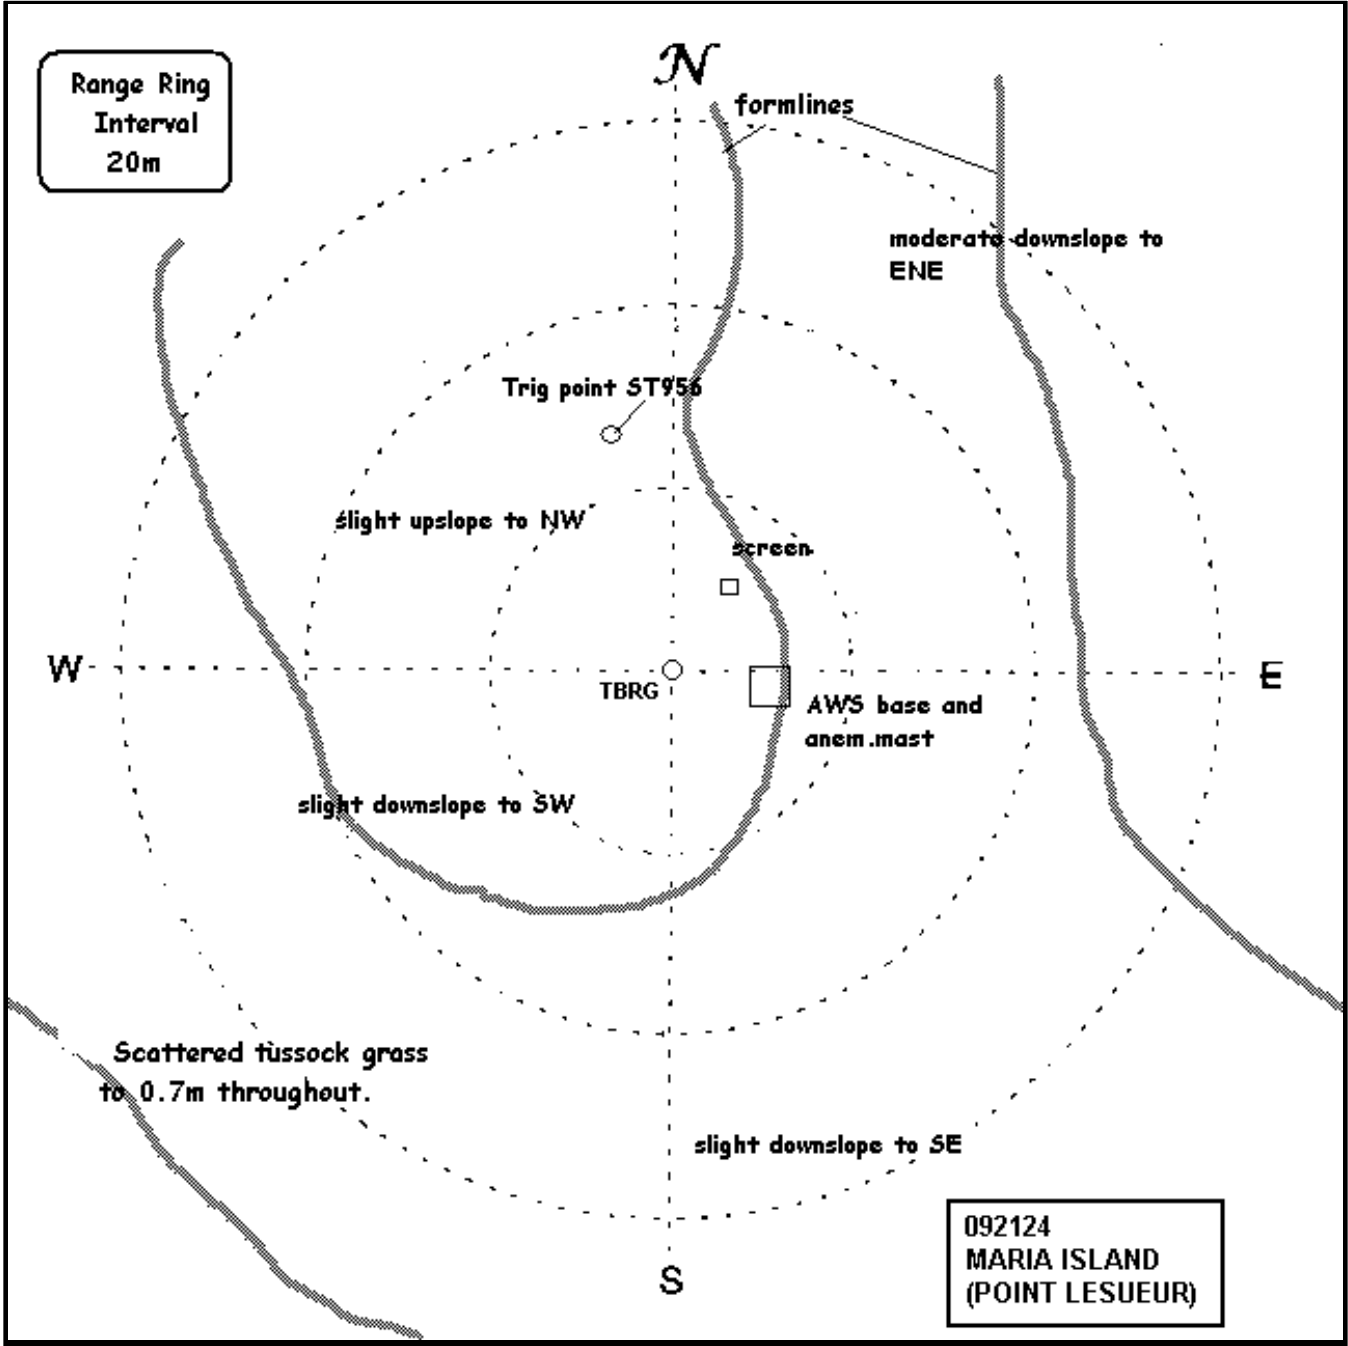 N
Range Ring
Interval
20m
formlines
moderate downslope to
ENE
Trig point ST956
slight upslope to NW
screen
W
E
TBRG
AWS base and
anem.mast
slight downslope to SW
Scattered tussock grass
to 0.7m throughout.
slight downslope to SE
S
092124
MARIA ISLAND
(POINT LESUEUR)